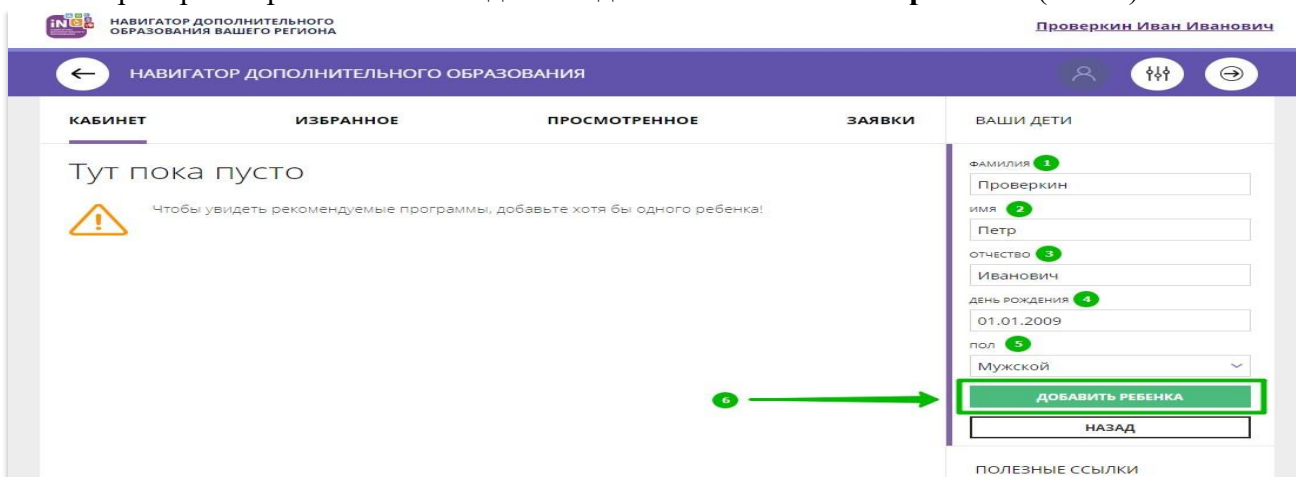 НАВИГАТОР ДОПОЛНИТЕЛЬНОГО
ОБРАЗОВАНИЯ ВАШЕГО РЕГИОНА
Проверкин Иван Иванович
НАВИГАТОР ДОПОЛНИТЕЛЬНОГО ОБРАЗОВАНИЯ
КАБИНЕТ ИЗБРАННОЕ ПРОСМОТРЕННОЕ ЗАЯВКИ
Тут пока пусто
Чтобы увидеть рекомендуемые программы, добавьте хотя бы одного ребенка!
ВАШИ ДЕТИ
ФАМИЛИЯ 1
Проверкин
ИМЯ 2
Петр
ОТЧЕСТВО 3
Иванович
ДЕНЬ РОЖДЕНИЯ 4
01.01.2009
ПОЛ 5
Мужской
6 ДОБАВИТЬ РЕБЕНКА
НАЗАД
ПОЛЕЗНЫЕ ССЫЛКИ